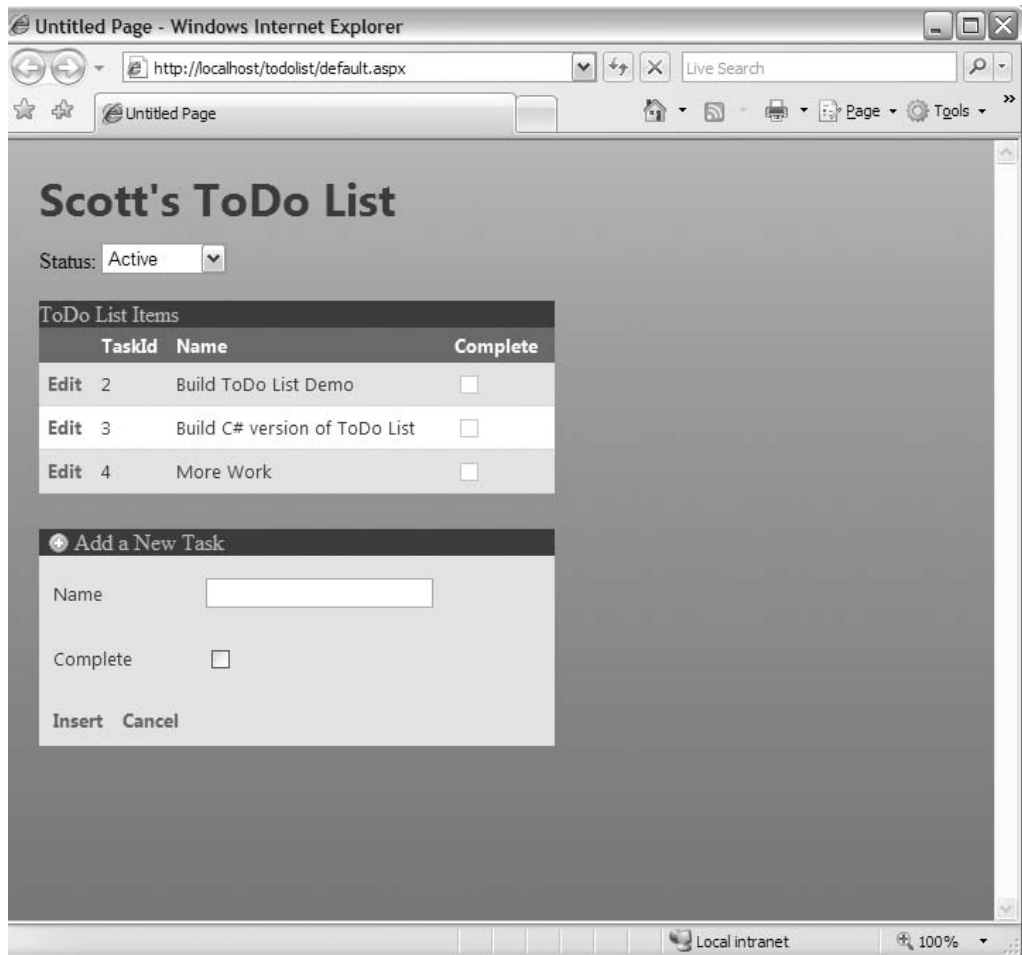 Untitled Page - Windows Internet Explorer
http://localhost/todolist/default.aspx
Live Search
Untitled Page
Page
Tools
Scott's ToDo List
Status: Active
ToDo List Items
TaskId Name Complete
Edit 2 Build ToDo List Demo
Edit 3 Build C# version of ToDo List
Edit 4 More Work
Add a New Task
Name
Complete
Insert Cancel
Local intranet 100%